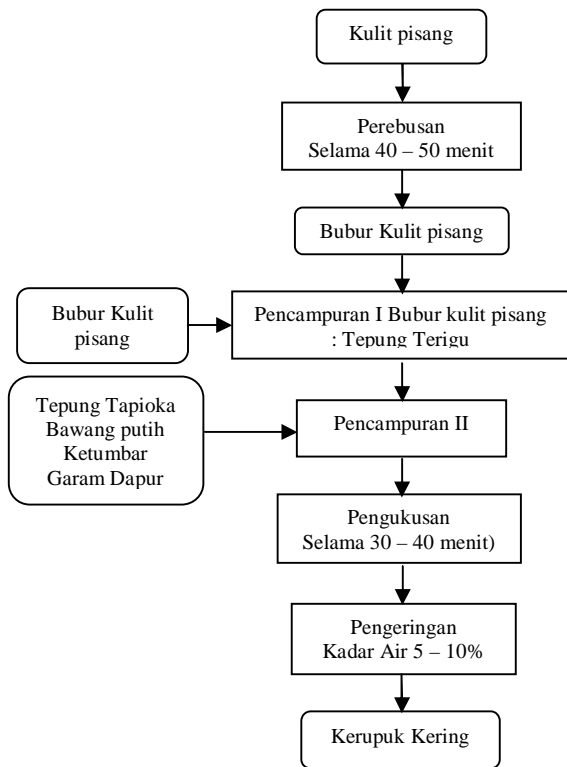 Kulit pisang
Perebusan
Selama 40 – 50 menit
Bubur Kulit pisang
Bubur Kulit
pisang
Pencampuran I Bubur kulit pisang
: Tepung Terigu
Tepung Tapioka
Bawang putih
Ketumbar
Garam Dapur
Pencampuran II
Pengukusan
Selama 30 – 40 menit)
Pengeringan
Kadar Air 5 – 10%
Kerupuk Kering